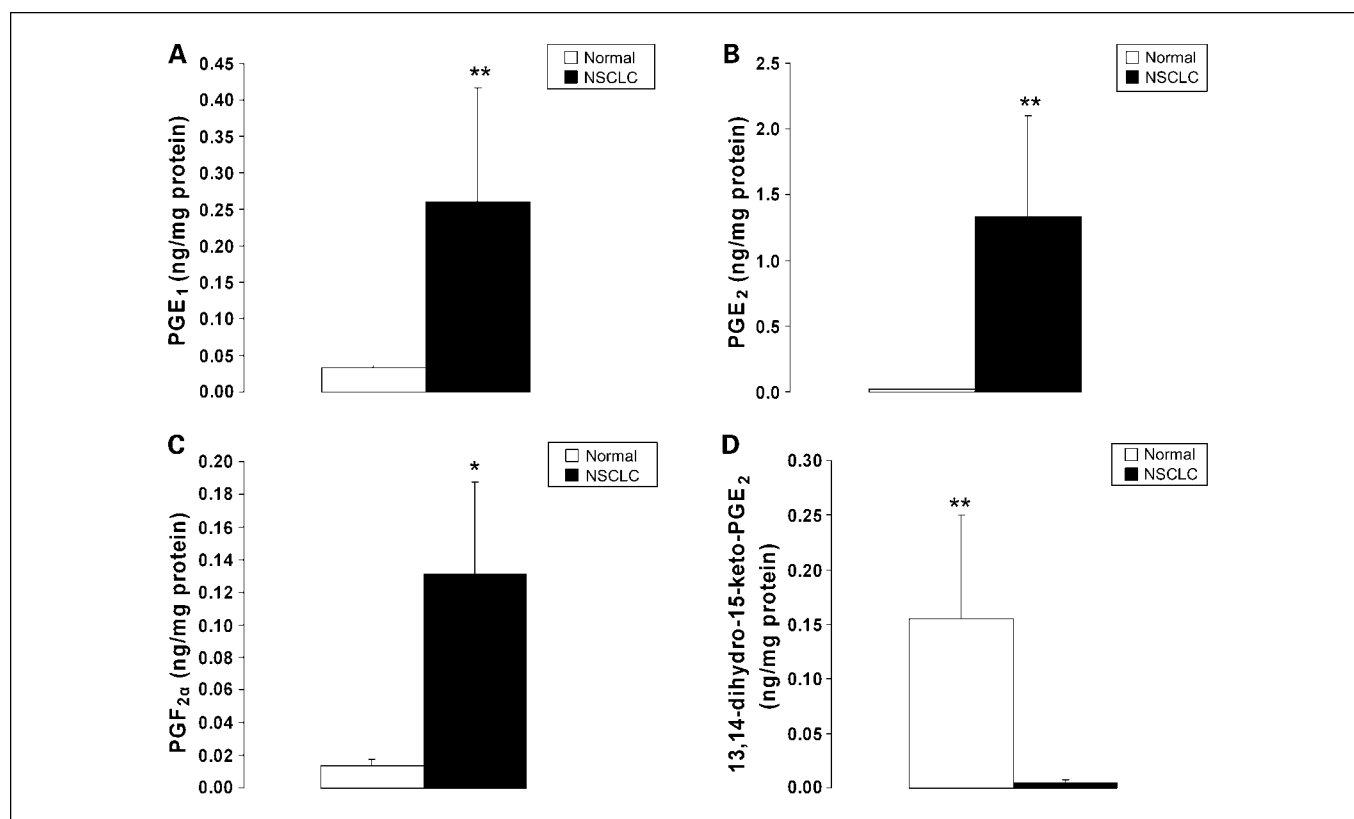 A
Normal
NSCLC
PGE₁ (ng/mg protein)
0.45
0.40
0.35
0.30
0.25
0.20
0.15
0.10
0.05
0.00
**
B
Normal
NSCLC
PGE₂ (ng/mg protein)
2.5
2.0
1.5
1.0
0.5
0.0
**
C
Normal
NSCLC
PGF₂α (ng/mg protein)
0.20
0.18
0.16
0.14
0.12
0.10
0.08
0.06
0.04
0.02
0.00
*
D
Normal
NSCLC
13,14-dihydro-15-keto-PGE₂
(ng/mg protein)
0.30
0.25
0.20
0.15
0.10
0.05
0.00
**